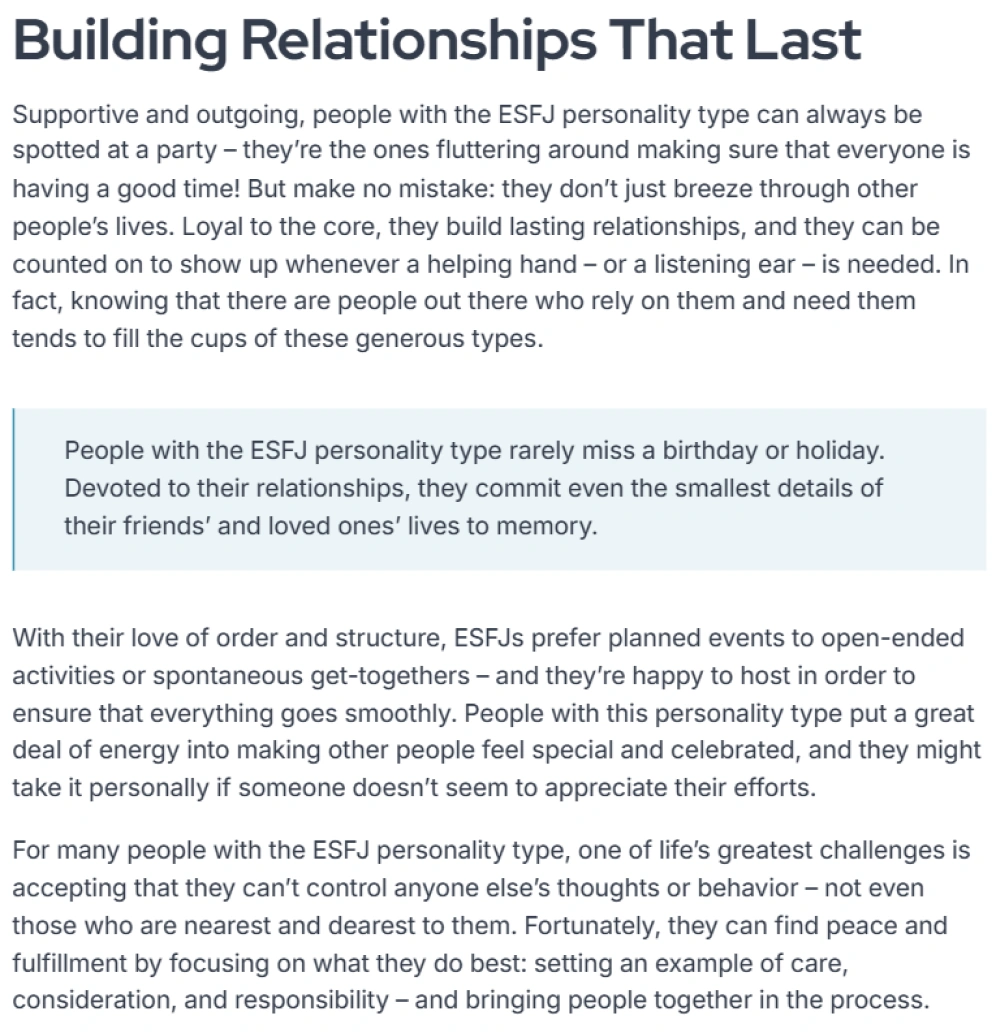 Building Relationships That Last
Supportive and outgoing, people with the ESFJ personality type can always be
spotted at a party – they’re the ones fluttering around making sure that everyone is
having a good time! But make no mistake: they don’t just breeze through other
people’s lives. Loyal to the core, they build lasting relationships, and they can be
counted on to show up whenever a helping hand – or a listening ear – is needed. In
fact, knowing that there are people out there who rely on them and need them
tends to fill the cups of these generous types.
People with the ESFJ personality type rarely miss a birthday or holiday.
Devoted to their relationships, they commit even the smallest details of
their friends’ and loved ones’ lives to memory.
With their love of order and structure, ESFJs prefer planned events to open-ended
activities or spontaneous get-togethers – and they’re happy to host in order to
ensure that everything goes smoothly. People with this personality type put a great
deal of energy into making other people feel special and celebrated, and they might
take it personally if someone doesn’t seem to appreciate their efforts.
For many people with the ESFJ personality type, one of life’s greatest challenges is
accepting that they can’t control anyone else’s thoughts or behavior – not even
those who are nearest and dearest to them. Fortunately, they can find peace and
fulfillment by focusing on what they do best: setting an example of care,
consideration, and responsibility – and bringing people together in the process.